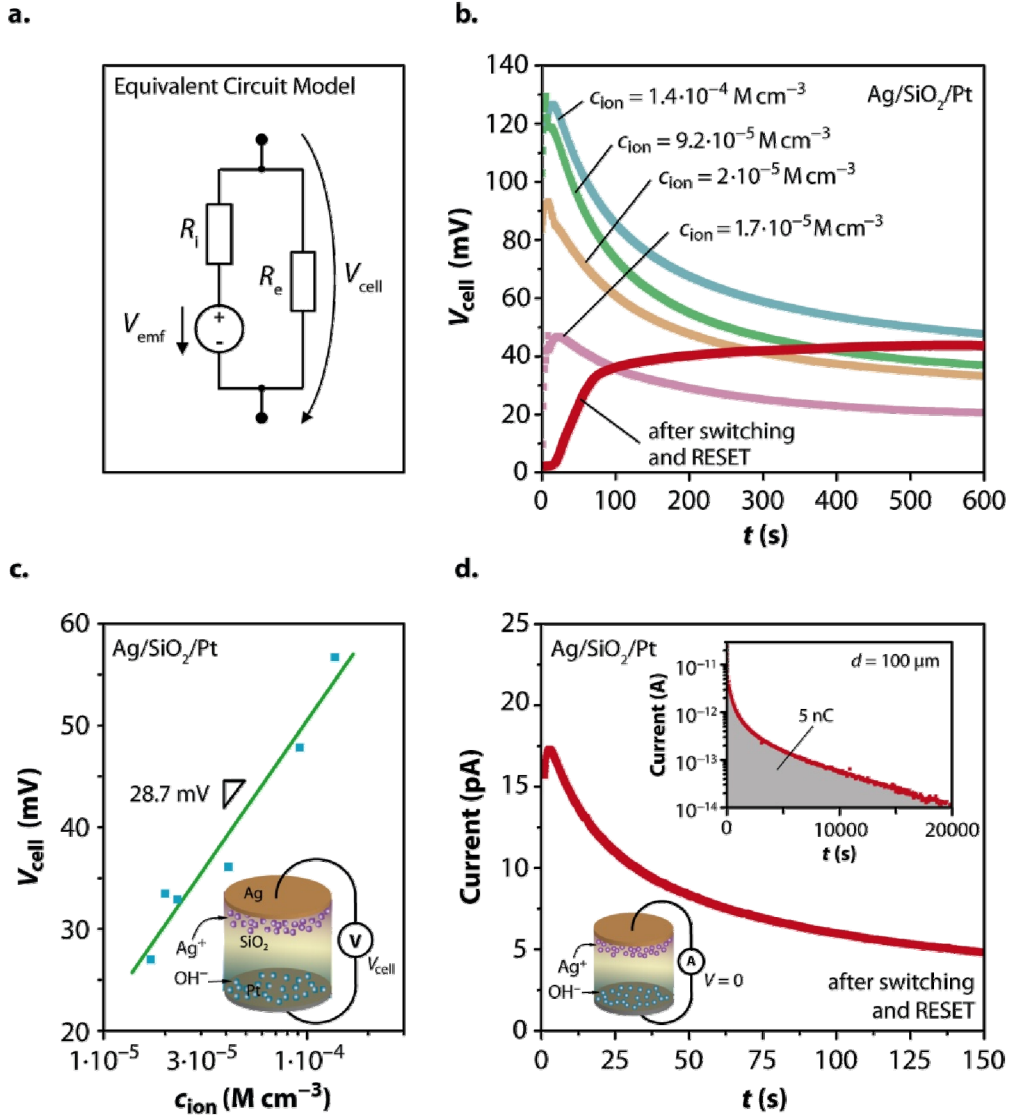 a.
Equivalent Circuit Model
Rᵢ
Rₑ
V_cell
V_emf
+
-
b.
140
120
100
80
60
40
20
0
V_cell (mV)
Ag/SiO₂/Pt
c_ion = 1.4·10⁻⁴ M cm⁻³
c_ion = 9.2·10⁻⁵ M cm⁻³
c_ion = 2·10⁻⁵ M cm⁻³
c_ion = 1.7·10⁻⁵ M cm⁻³
after switching
and RESET
0 100 200 300 400 500 600
t (s)
c.
60
50
40
30
20
V_cell (mV)
Ag/SiO₂/Pt
28.7 mV
Ag
Ag⁺
SiO₂
OH⁻
Pt
V
V_cell
1·10⁻⁵ 3·10⁻⁵ 1·10⁻⁴
c_ion (M cm⁻³)
d.
25
20
15
10
5
0
Current (pA)
Ag/SiO₂/Pt
10⁻¹¹
10⁻¹²
10⁻¹³
10⁻¹⁴
Current (A)
d = 100 µm
5 nC
0 10000 20000
t (s)
Ag⁺
OH⁻
A
V = 0
after switching
and RESET
0 25 50 75 100 125 150
t (s)